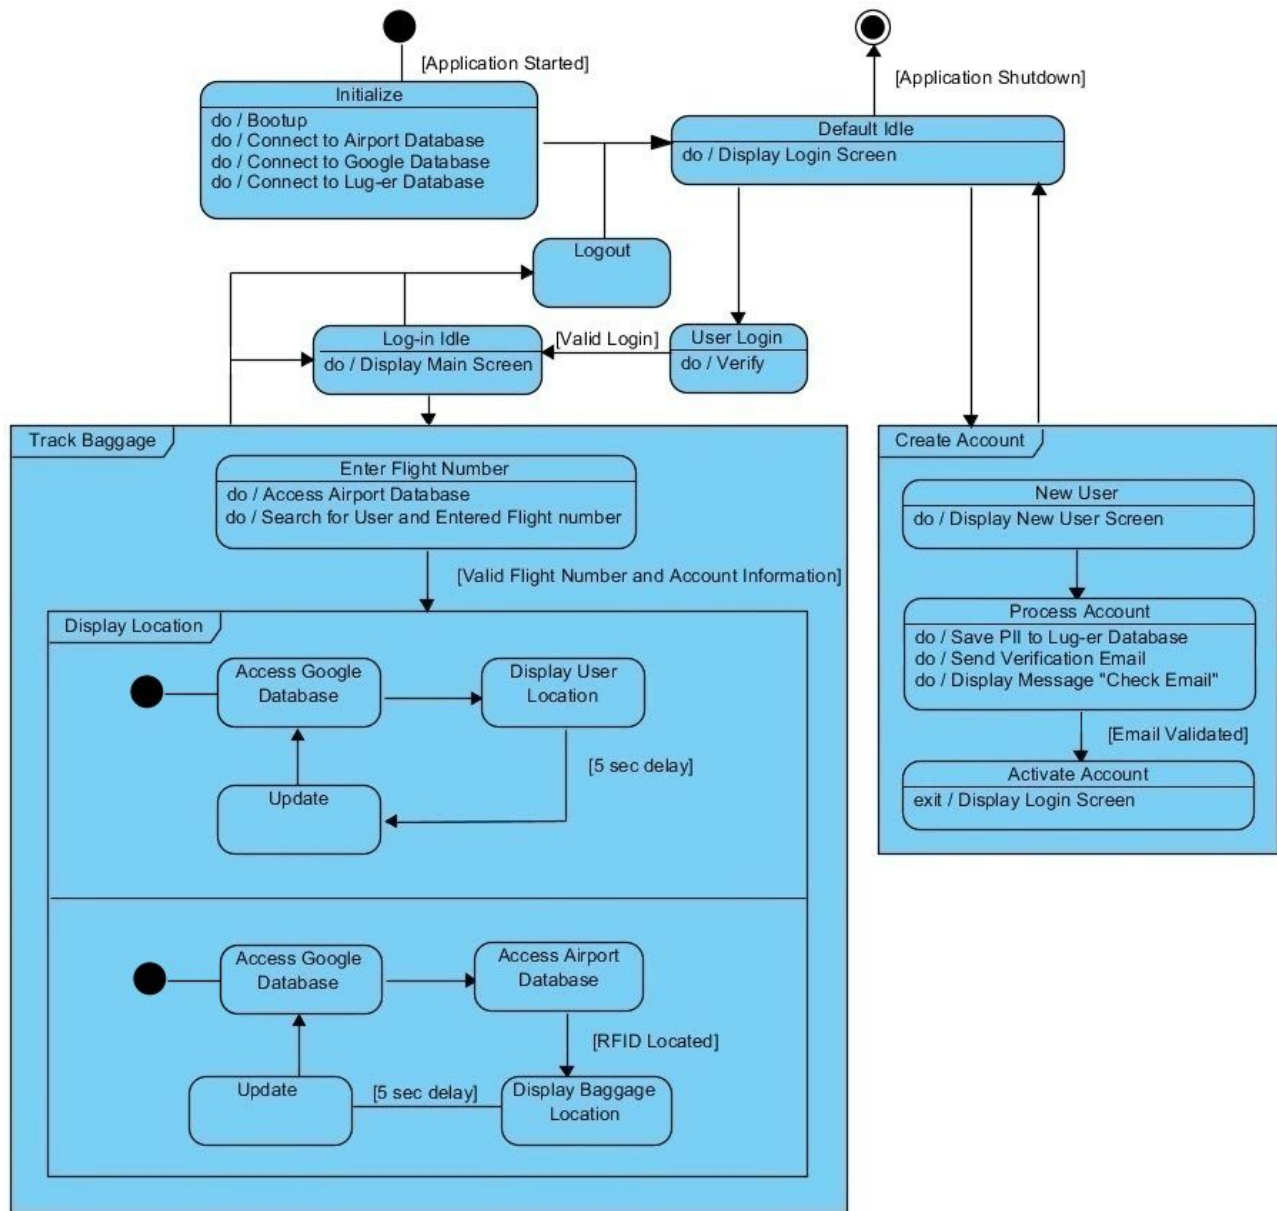 [Application Started]
[Application Shutdown]
Initialize
do / Bootup
do / Connect to Airport Database
do / Connect to Google Database
do / Connect to Lug-er Database
Default Idle
do / Display Login Screen
Logout
Log-in Idle
do / Display Main Screen
[Valid Login]
User Login
do / Verify
Track Baggage
Enter Flight Number
do / Access Airport Database
do / Search for User and Entered Flight number
[Valid Flight Number and Account Information]
Display Location
Access Google
Database
Display User
Location
[5 sec delay]
Update
Access Google
Database
Access Airport
Database
[RFID Located]
Update
[5 sec delay]
Display Baggage
Location
Create Account
New User
do / Display New User Screen
Process Account
do / Save PII to Lug-er Database
do / Send Verification Email
do / Display Message "Check Email"
[Email Validated]
Activate Account
exit / Display Login Screen